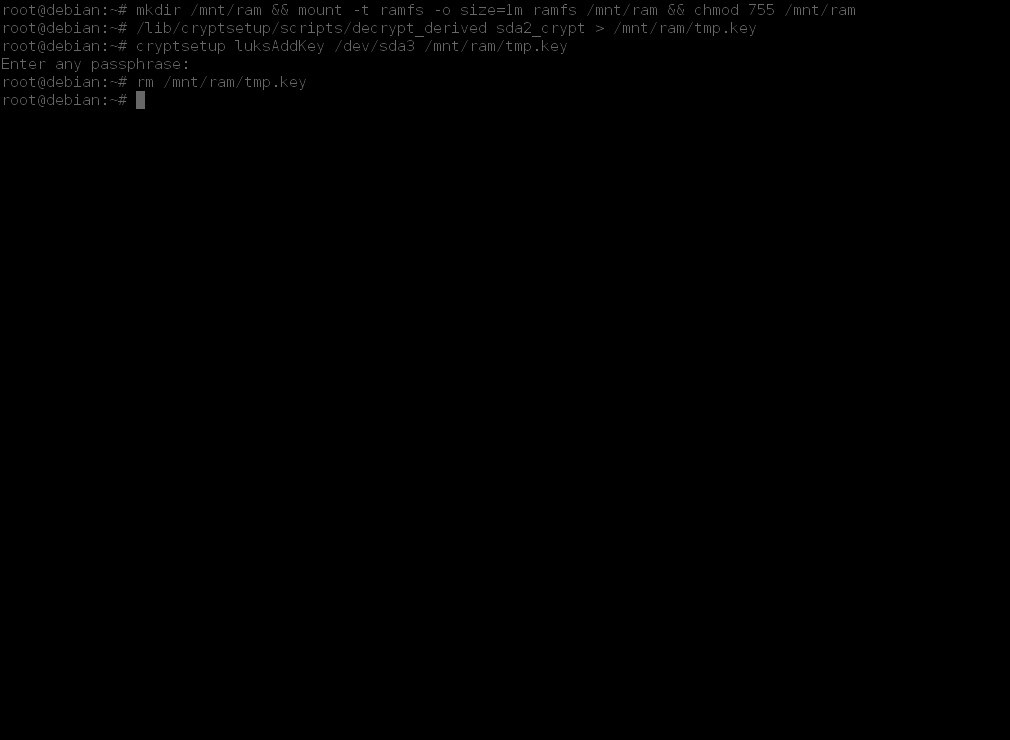 root@debian:~# mkdir /mnt/ram && mount -t ramfs -o size=1m ramfs /mnt/ram && chmod 755 /mnt/ram
root@debian:~# /lib/cryptsetup/scripts/decrypt_derived sda2_crypt > /mnt/ram/tmp.key
root@debian:~# cryptsetup luksAddKey /dev/sda3 /mnt/ram/tmp.key
Enter any passphrase:
root@debian:~# rm /mnt/ram/tmp.key
root@debian:~#